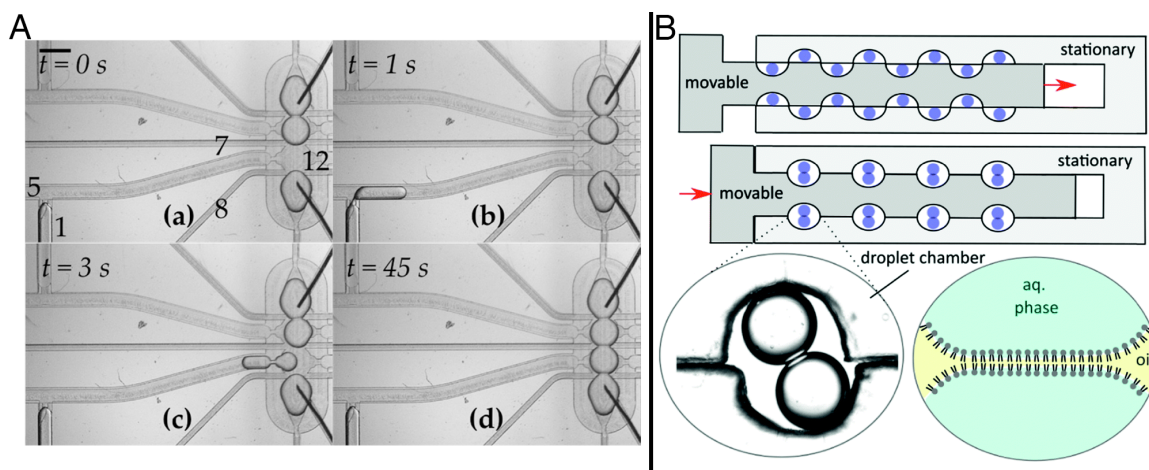 A
t = 0 s
7
12
5
(a)
8
1
t = 1 s
(b)
t = 3 s
(c)
t = 45 s
(d)
B
stationary
movable
stationary
movable
droplet chamber
aq.
phase
oi